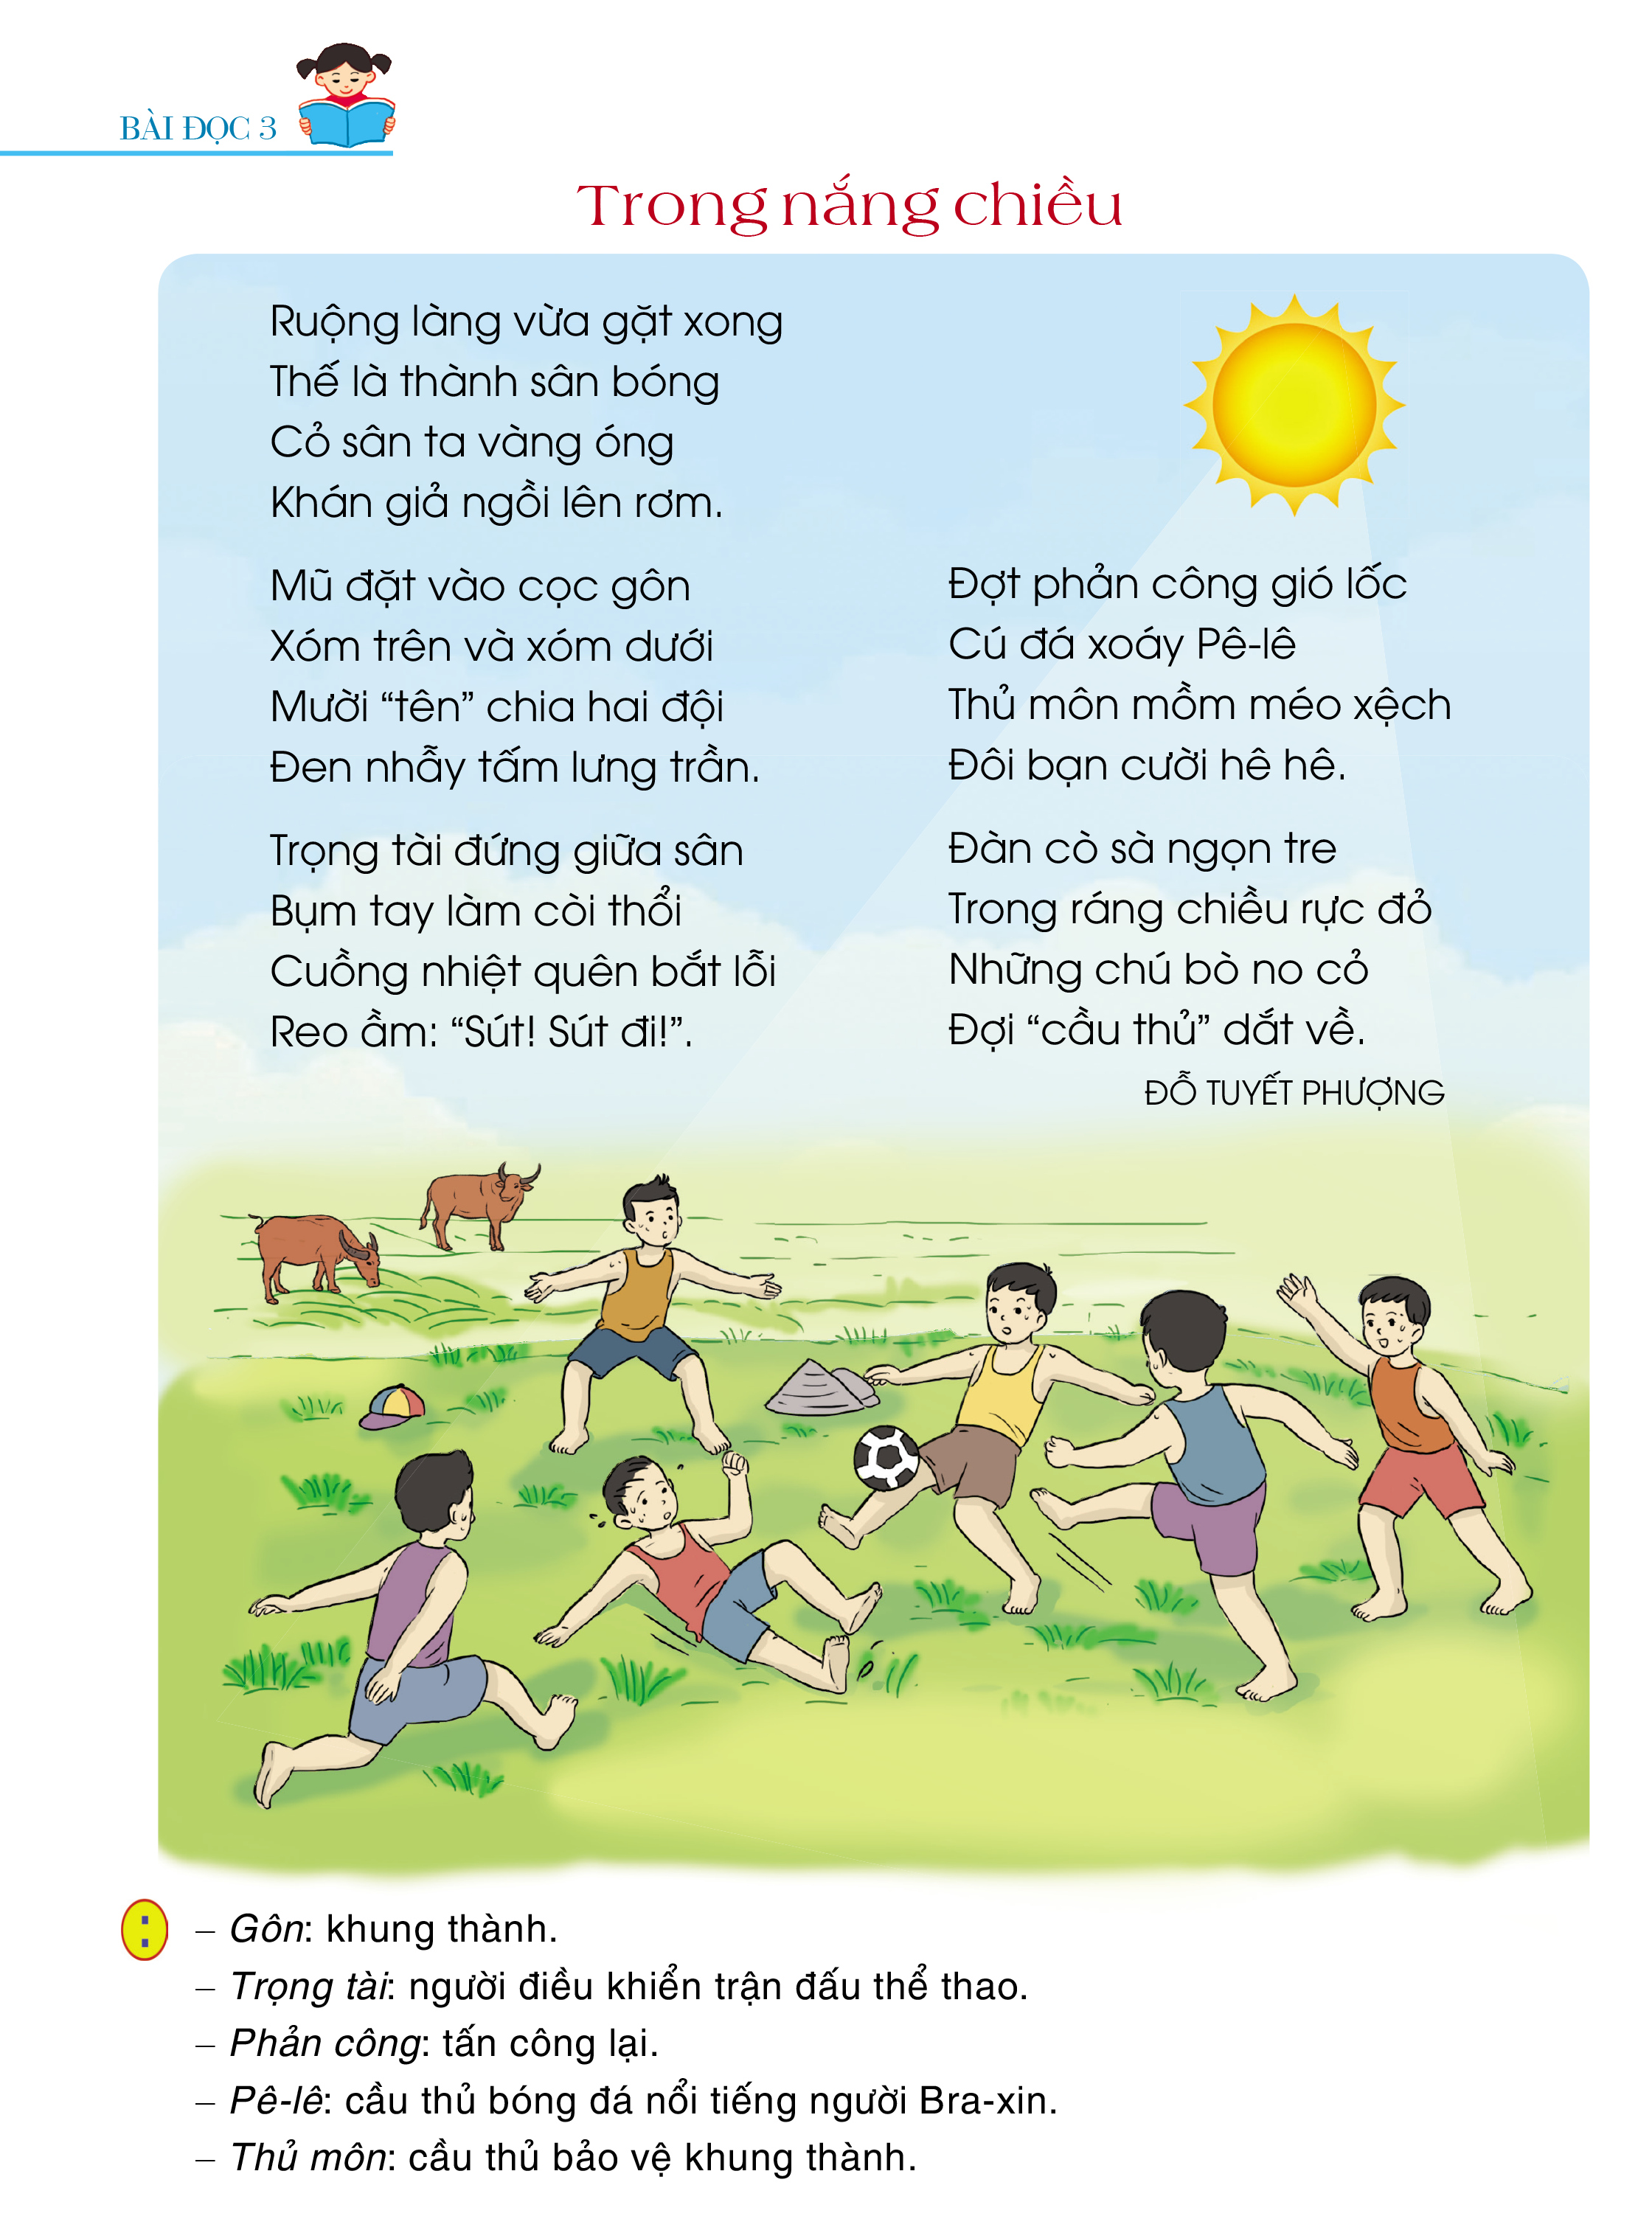 BÀI ĐỌC 3
Trong nắng chiều
Ruộng làng vừa gặt xong
Thế là thành sân bóng
Cỏ sân ta vàng óng
Khán giả ngồi lên rơm.
Mũ đặt vào cọc gôn
Xóm trên và xóm dưới
Mười “tên” chia hai đội
Đen nhẫy tấm lưng trần.
Trọng tài đứng giữa sân
Bụm tay làm còi thổi
Cuồng nhiệt quên bắt lỗi
Reo ầm: “Sút! Sút đi!”.
Đợt phản công gió lốc
Cú đá xoáy Pê-lê
Thủ môn mồm méo xệch
Đôi bạn cười hê hê.
Đàn cò sà ngọn tre
Trong ráng chiều rực đỏ
Những chú bò no cỏ
Đợi “cầu thủ” dắt về.
ĐỖ TUYẾT PHƯỢNG
– Gôn: khung thành.
– Trọng tài: người điều khiển trận đấu thể thao.
– Phản công: tấn công lại.
– Pê-lê: cầu thủ bóng đá nổi tiếng người Bra-xin.
– Thủ môn: cầu thủ bảo vệ khung thành.